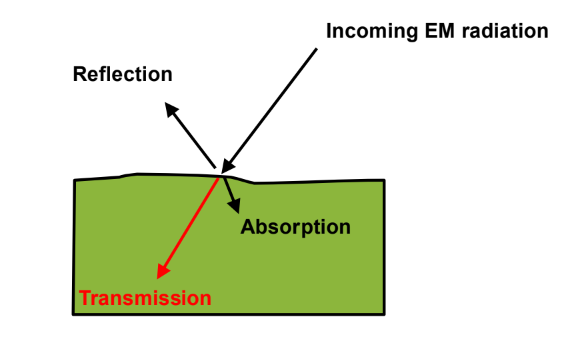 Incoming EM radiation
Reflection
Absorption
Transmission